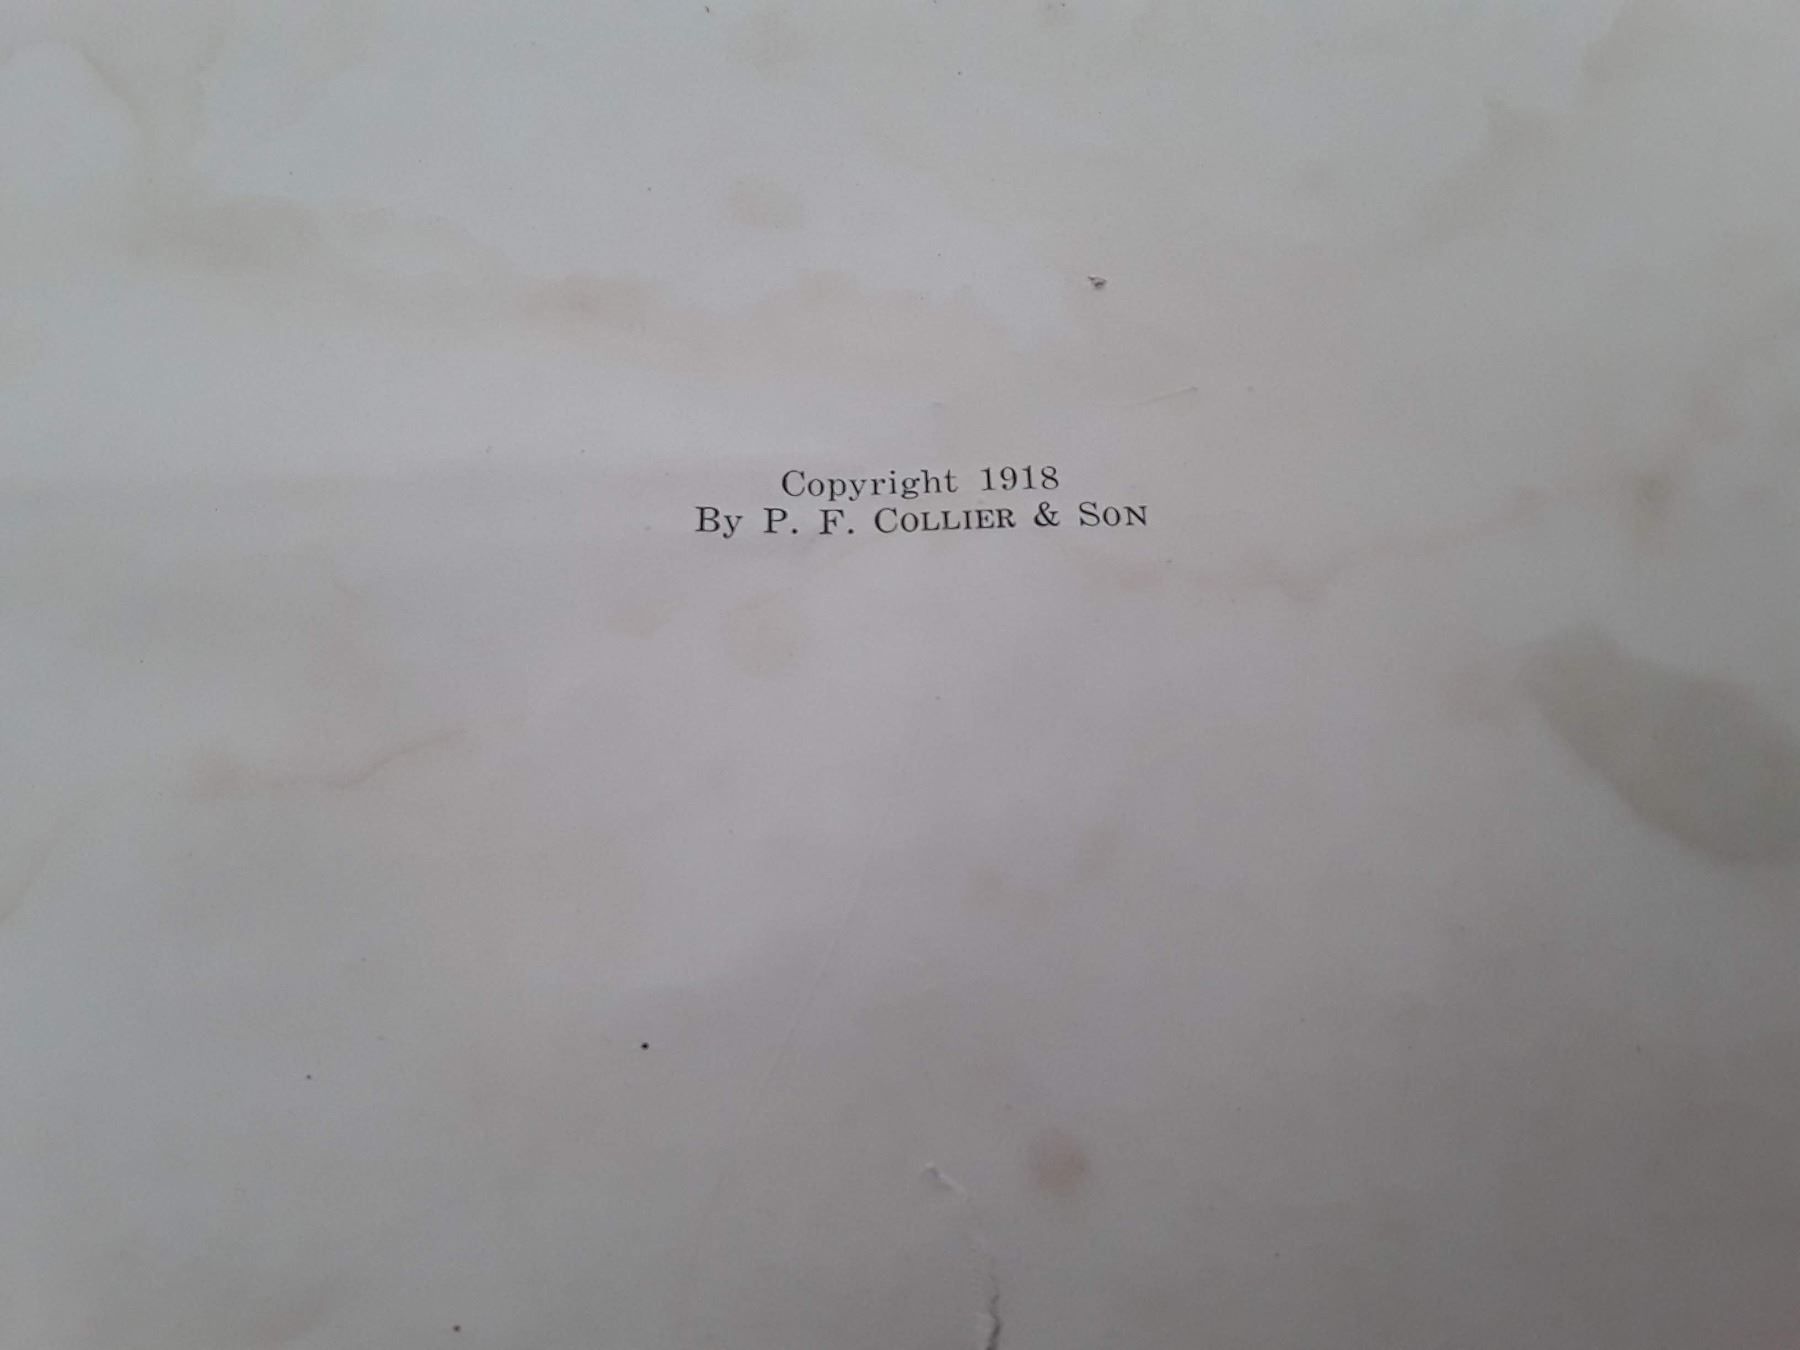 Copyright 1918
By P. F. COLLIER & SON